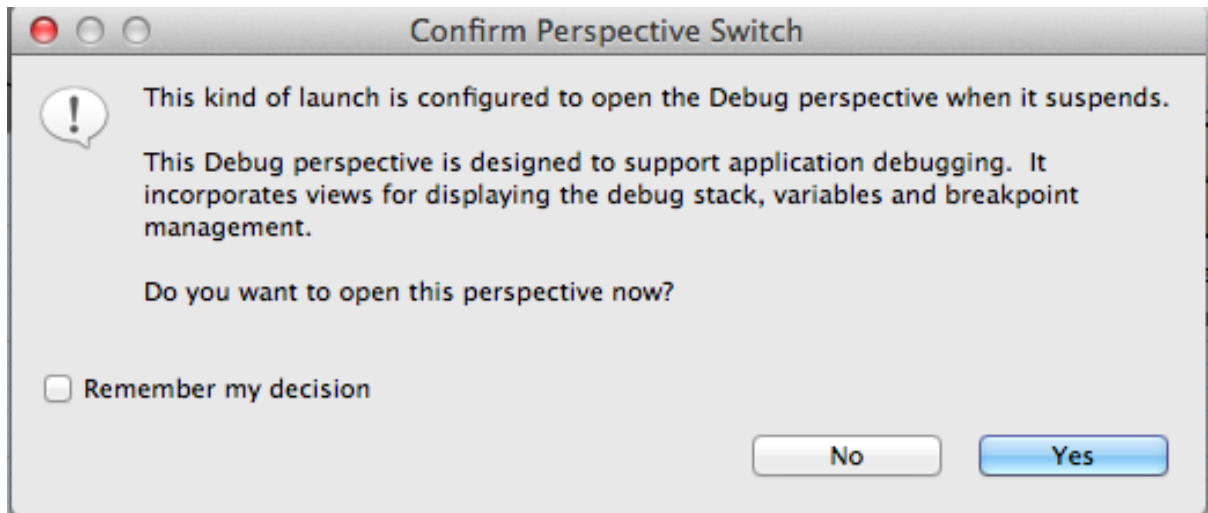 Confirm Perspective Switch
This kind of launch is configured to open the Debug perspective when it suspends.
This Debug perspective is designed to support application debugging.  It
incorporates views for displaying the debug stack, variables and breakpoint
management.
Do you want to open this perspective now?
Remember my decision
No Yes